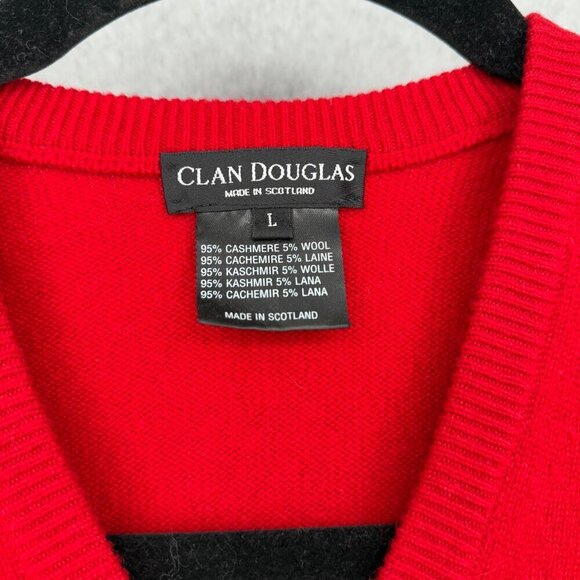 CLAN DOUGLAS
MADE IN SCOTLAND
L
95% CASHMERE 5% WOOL
95% CACHEMIRE 5% LAINE
95% KASCHMIR 5% WOLLE
95% KASHMIR 5% LANA
95% CACHEMIR 5% LANA
MADE IN SCOTLAND